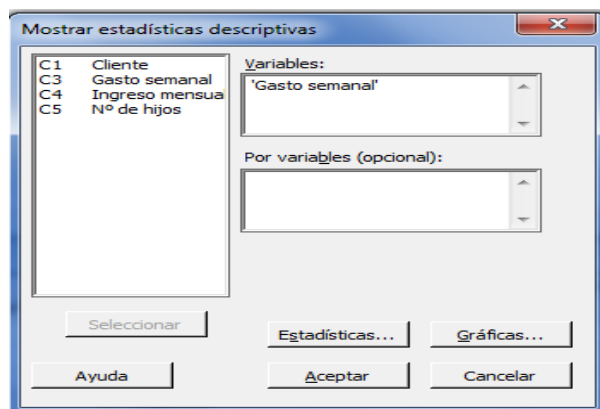 Mostrar estadísticas descriptivas
C1 Cliente
C3 Gasto semanal
C4 Ingreso mensua
C5 Nº de hijos
Variables:
'Gasto semanal'
Por variables (opcional):
Seleccionar
Estadísticas...
Gráficas...
Ayuda
Aceptar
Cancelar